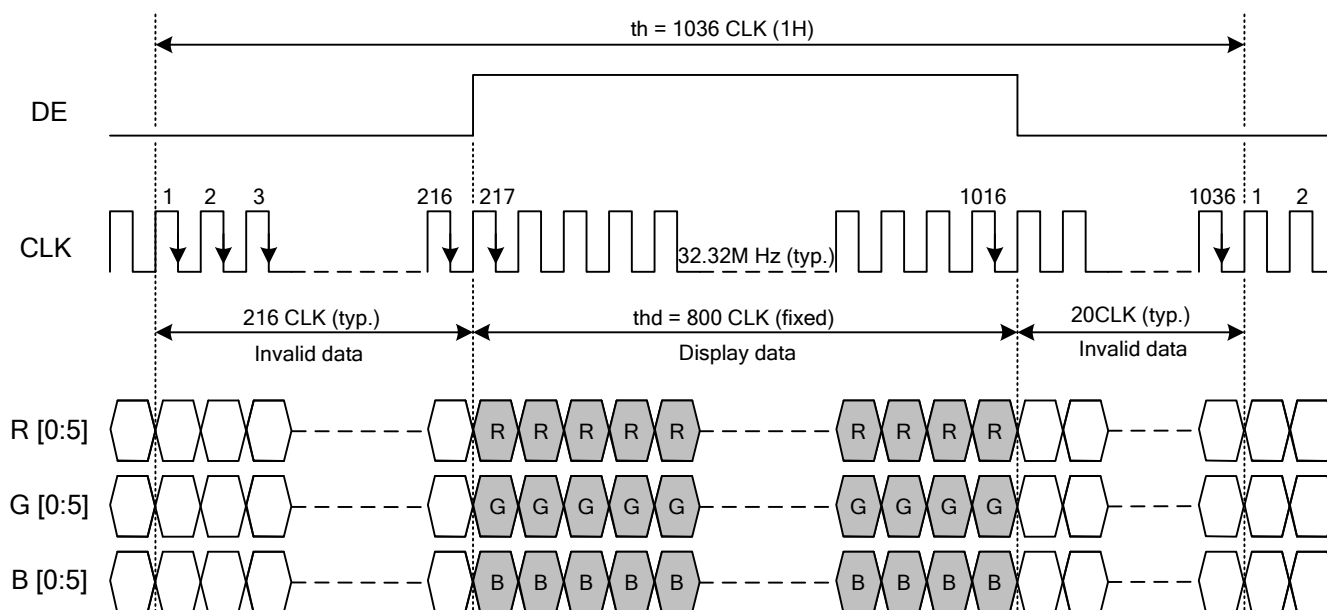 th = 1036 CLK (1H)
DE
1 2 3 216 217 1016 1036 1 2
CLK
32.32M Hz (typ.)
216 CLK (typ.) thd = 800 CLK (fixed) 20CLK (typ.)
Invalid data Display data Invalid data
R [0:5] R R R R R R R R R
G [0:5] G G G G G G G G G
B [0:5] B B B B B B B B B